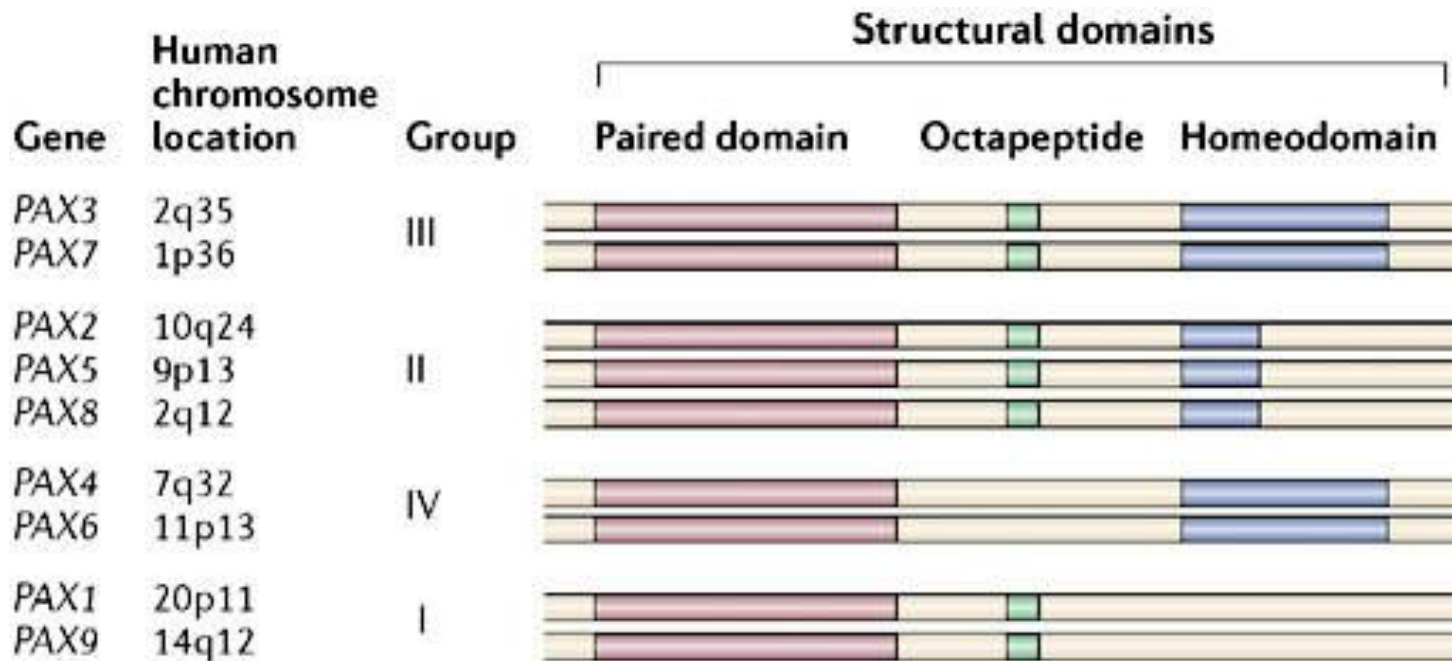 Structural domains
Human
chromosome
Gene location Group Paired domain Octapeptide Homeodomain
PAX3 2q35
III
PAX7 1p36
PAX2 10q24
PAX5 9p13 II
PAX8 2q12
PAX4 7q32
IV
PAX6 11p13
PAX1 20p11
I
PAX9 14q12